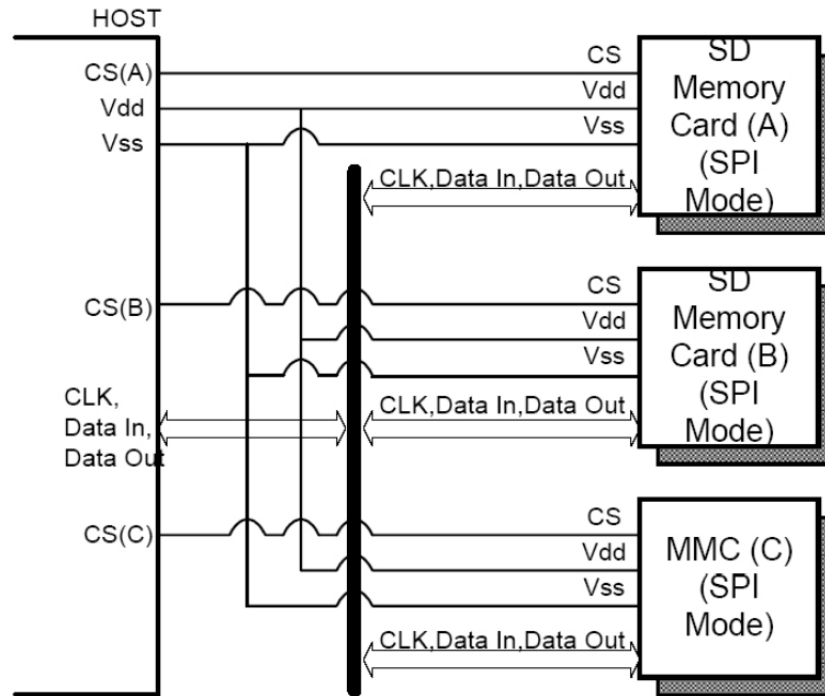 HOST
CS(A)
Vdd
Vss
CS
Vdd
Vss
SD
Memory
Card (A)
(SPI
Mode)
CLK,Data In,Data Out
CS(B)
CS
Vdd
Vss
SD
Memory
Card (B)
(SPI
Mode)
CLK,
Data In,
Data Out
CLK,Data In,Data Out
CS(C)
CS
Vdd
Vss
MMC (C)
(SPI
Mode)
CLK,Data In,Data Out